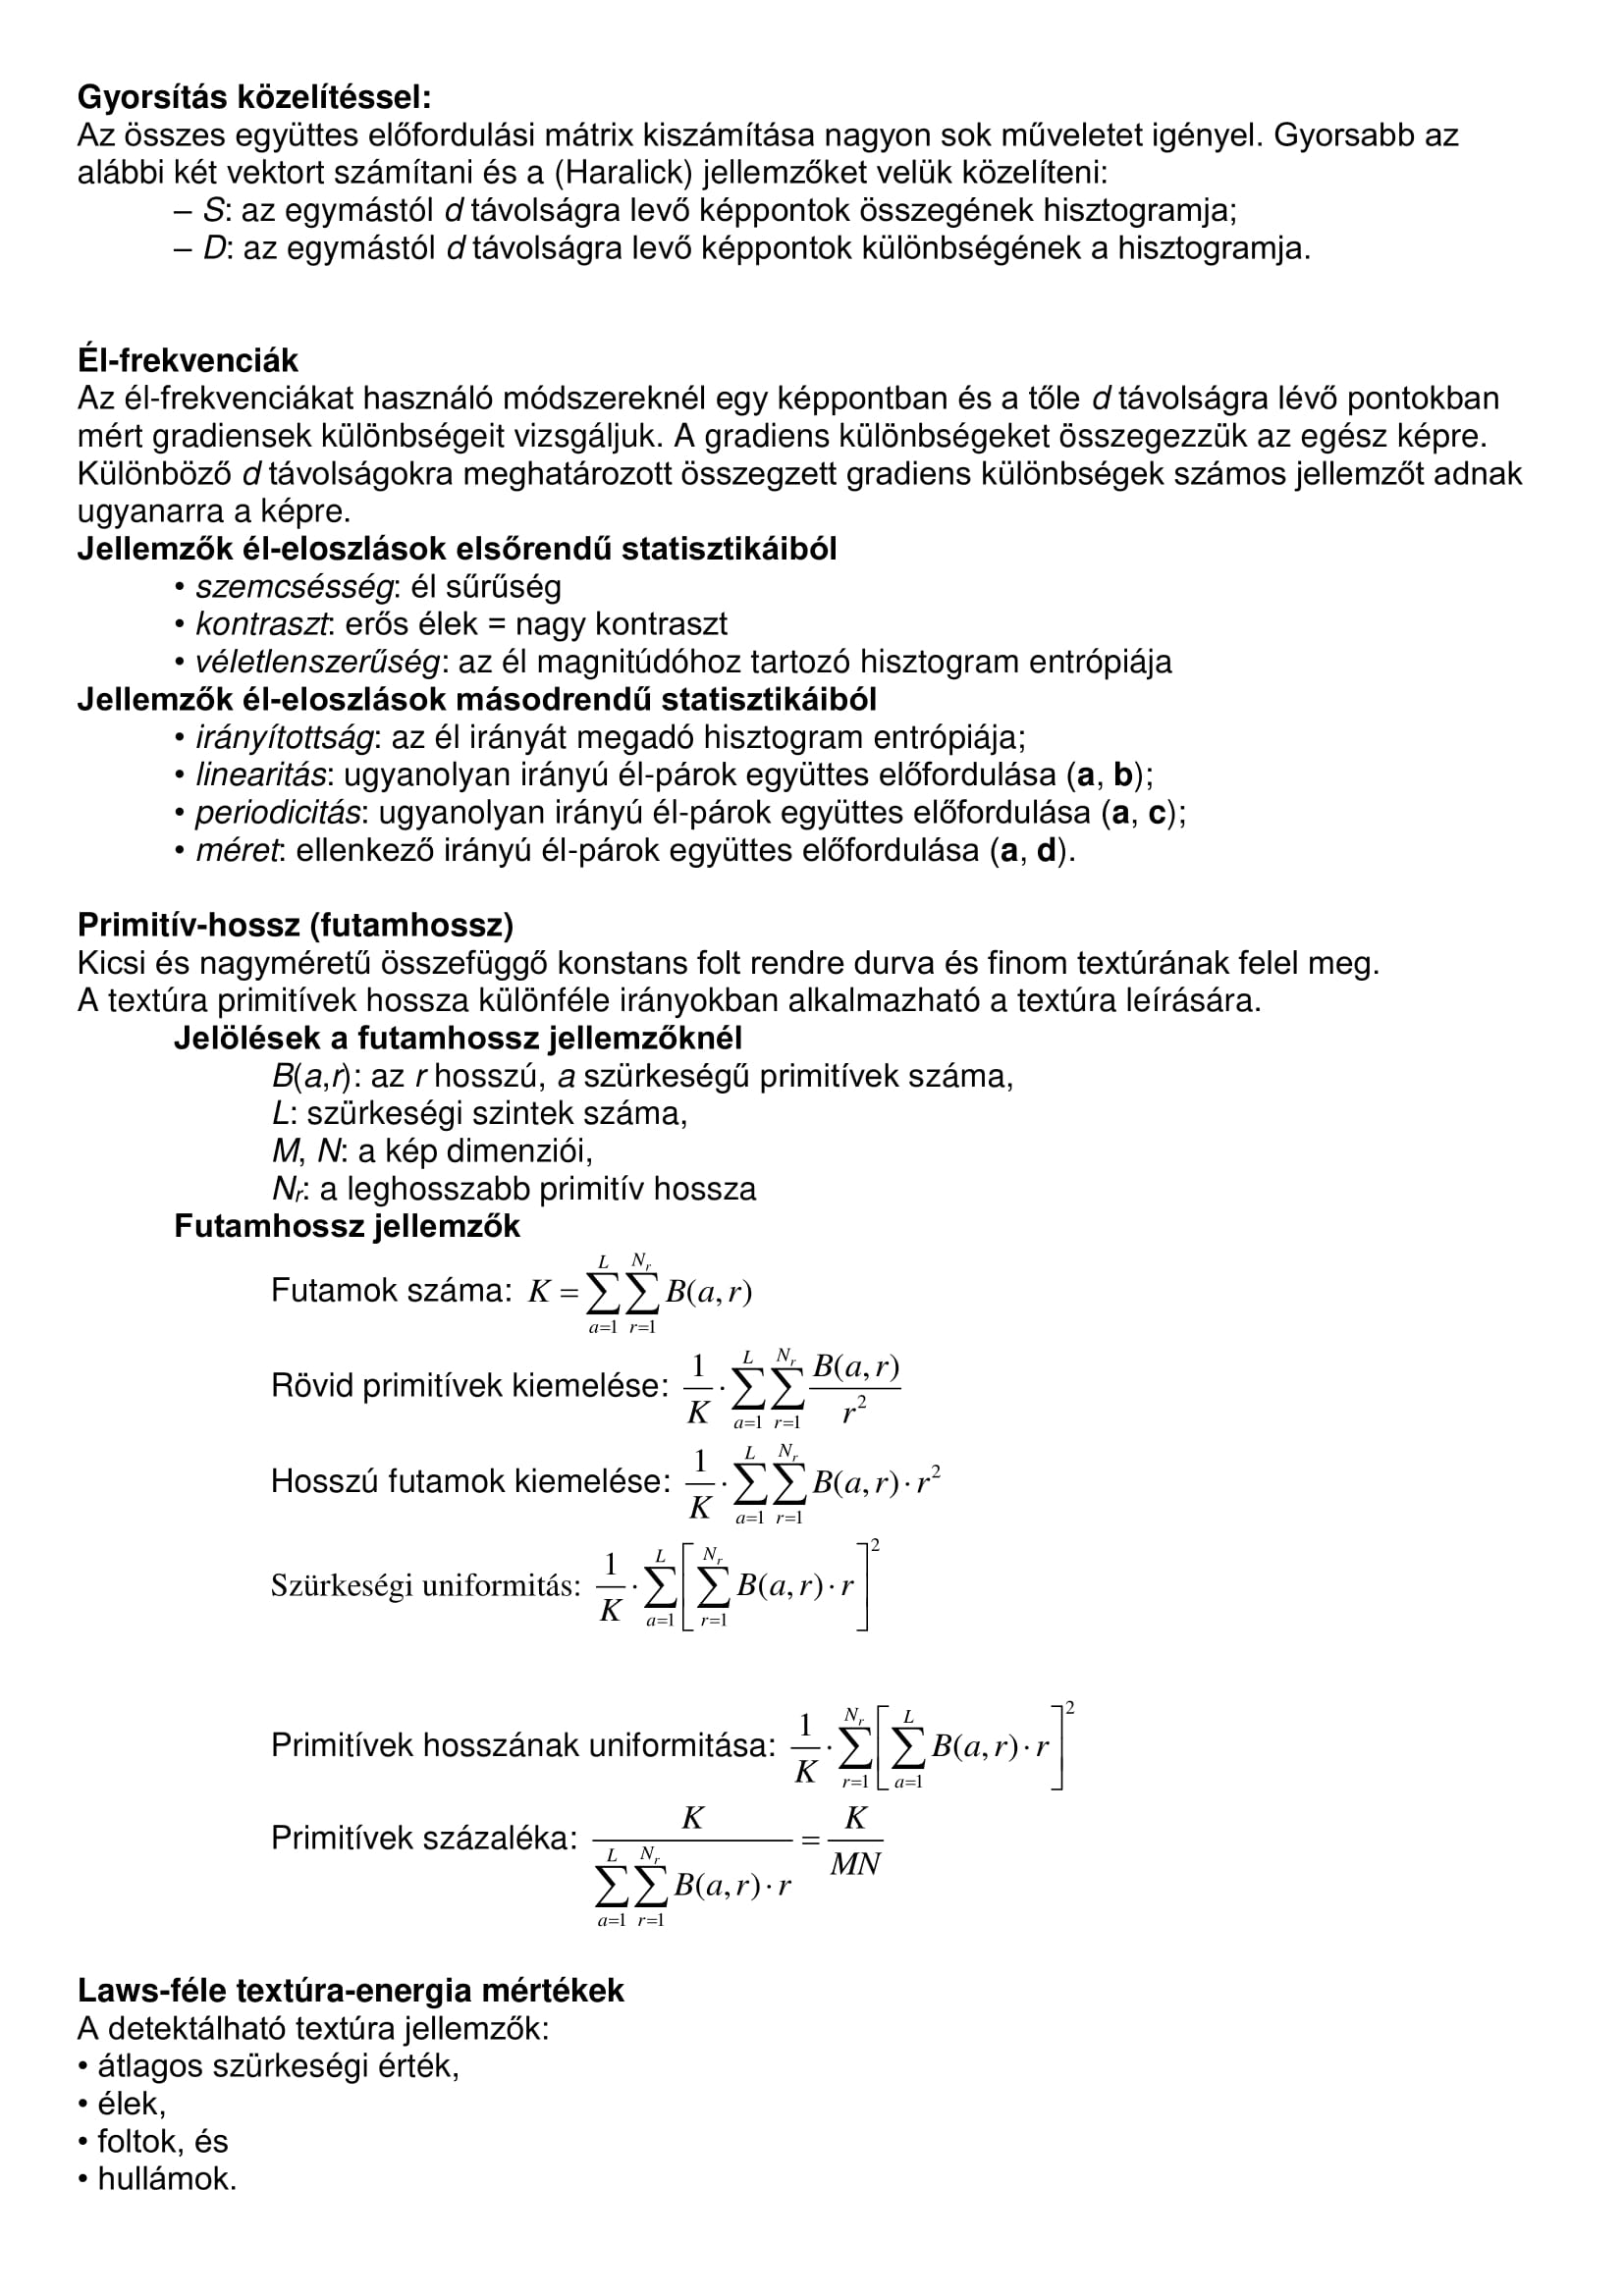 Gyorsítás közelítéssel:
Az összes együttes előfordulási mátrix kiszámítása nagyon sok műveletet igényel. Gyorsabb az
alábbi két vektort számítani és a (Haralick) jellemzőket velük közelíteni:
– S: az egymástól d távolságra levő képpontok összegének hisztogramja;
– D: az egymástól d távolságra levő képpontok különbségének a hisztogramja.
Él-frekvenciák
Az él-frekvenciákat használó módszereknél egy képpontban és a tőle d távolságra lévő pontokban
mért gradiensek különbségeit vizsgáljuk. A gradiens különbségeket összegezzük az egész képre.
Különböző d távolságokra meghatározott összegzett gradiens különbségek számos jellemzőt adnak
ugyanarra a képre.
Jellemzők él-eloszlások elsőrendű statisztikáiból
• szemcsésség: él sűrűség
• kontraszt: erős élek = nagy kontraszt
• véletlenszerűség: az él magnitúdóhoz tartozó hisztogram entrópiája
Jellemzők él-eloszlások másodrendű statisztikáiból
• irányítottság: az él irányát megadó hisztogram entrópiája;
• linearitás: ugyanolyan irányú él-párok együttes előfordulása (a, b);
• periodicitás: ugyanolyan irányú él-párok együttes előfordulása (a, c);
• méret: ellenkező irányú él-párok együttes előfordulása (a, d).
Primitív-hossz (futamhossz)
Kicsi és nagyméretű összefüggő konstans folt rendre durva és finom textúrának felel meg.
A textúra primitívek hossza különféle irányokban alkalmazható a textúra leírására.
Jelölések a futamhossz jellemzőknél
B(a,r): az r hosszú, a szürkeségű primitívek száma,
L: szürkeségi szintek száma,
M, N: a kép dimenziói,
N_r: a leghosszabb primitív hossza
Futamhossz jellemzők
Futamok száma: K = \sum_{a=1}^{L} \sum_{r=1}^{N_r} B(a, r)
Rövid primitívek kiemelése: \frac{1}{K} \cdot \sum_{a=1}^{L} \sum_{r=1}^{N_r} \frac{B(a, r)}{r^2}
Hosszú futamok kiemelése: \frac{1}{K} \cdot \sum_{a=1}^{L} \sum_{r=1}^{N_r} B(a, r) \cdot r^2
Szürkeségi uniformitás: \frac{1}{K} \cdot \sum_{a=1}^{L} \left[ \sum_{r=1}^{N_r} B(a, r) \cdot r \right]^2
Primitívek hosszának uniformitása: \frac{1}{K} \cdot \sum_{r=1}^{N_r} \left[ \sum_{a=1}^{L} B(a, r) \cdot r \right]^2
Primitívek százaléka: \frac{K}{\sum_{a=1}^{L} \sum_{r=1}^{N_r} B(a, r) \cdot r} = \frac{K}{MN}
Laws-féle textúra-energia mértékek
A detektálható textúra jellemzők:
• átlagos szürkeségi érték,
• élek,
• foltok, és
• hullámok.